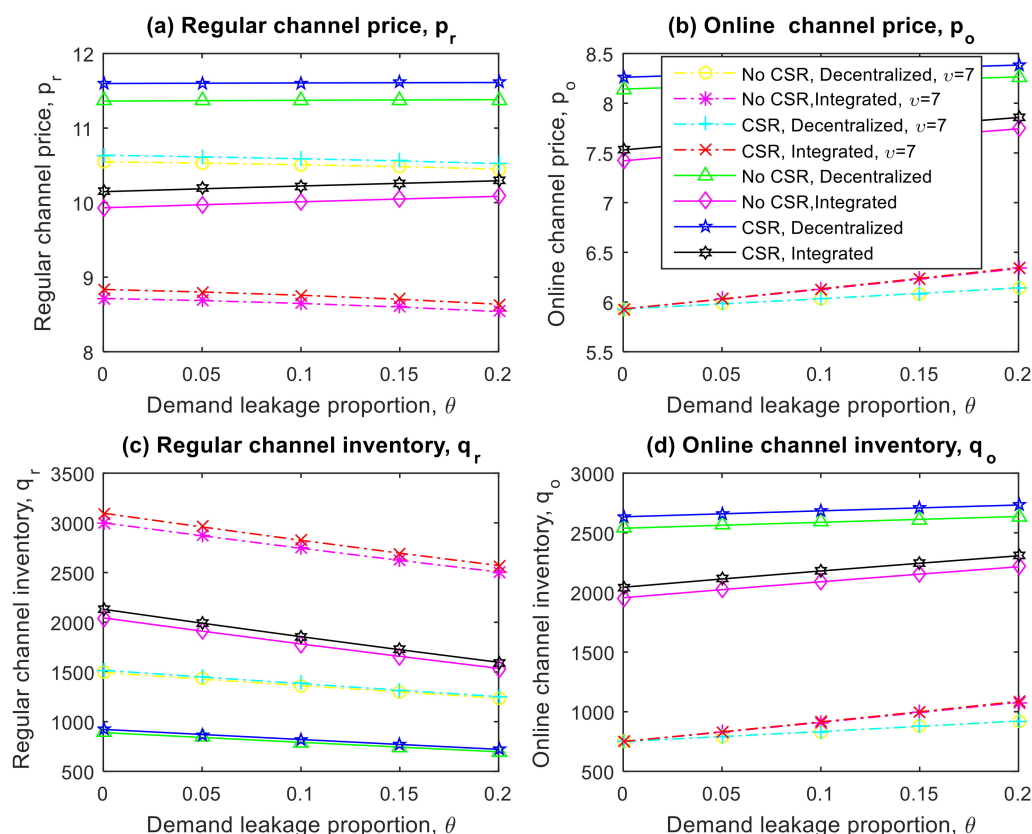 (a) Regular channel price, p_r
12
11
10
9
8
Regular channel price, p_r
0 0.05 0.1 0.15 0.2
Demand leakage proportion, θ
(b) Online channel price, p_o
8.5
8
7.5
7
6.5
6
5.5
Online channel price, p_o
No CSR, Decentralized, υ=7
No CSR,Integrated, υ=7
CSR, Decentralized, υ=7
CSR, Integrated, υ=7
No CSR, Decentralized
No CSR,Integrated
CSR, Decentralized
CSR, Integrated
0 0.05 0.1 0.15 0.2
Demand leakage proportion, θ
(c) Regular channel inventory, q_r
3500
3000
2500
2000
1500
1000
500
Regular channel inventory, q_r
0 0.05 0.1 0.15 0.2
Demand leakage proportion, θ
(d) Online channel inventory, q_o
3000
2500
2000
1500
1000
500
Online channel inventory, q_o
0 0.05 0.1 0.15 0.2
Demand leakage proportion, θ